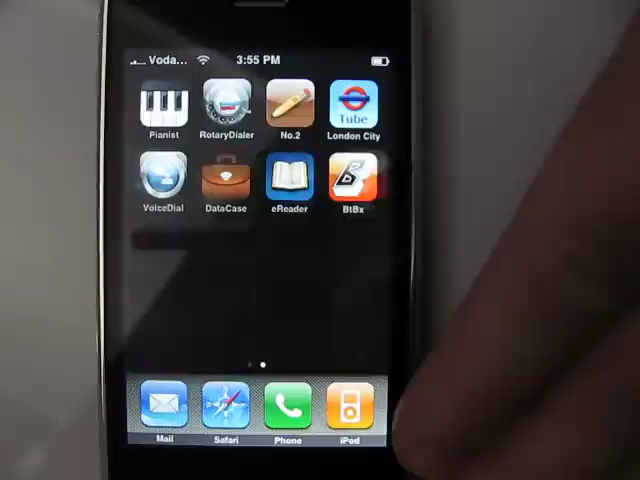 Voda... 3:55 PM
Pianist RotaryDialer No.2 London City
Tube
VoiceDial DataCase eReader BtBx
Mail Safari Phone iPod